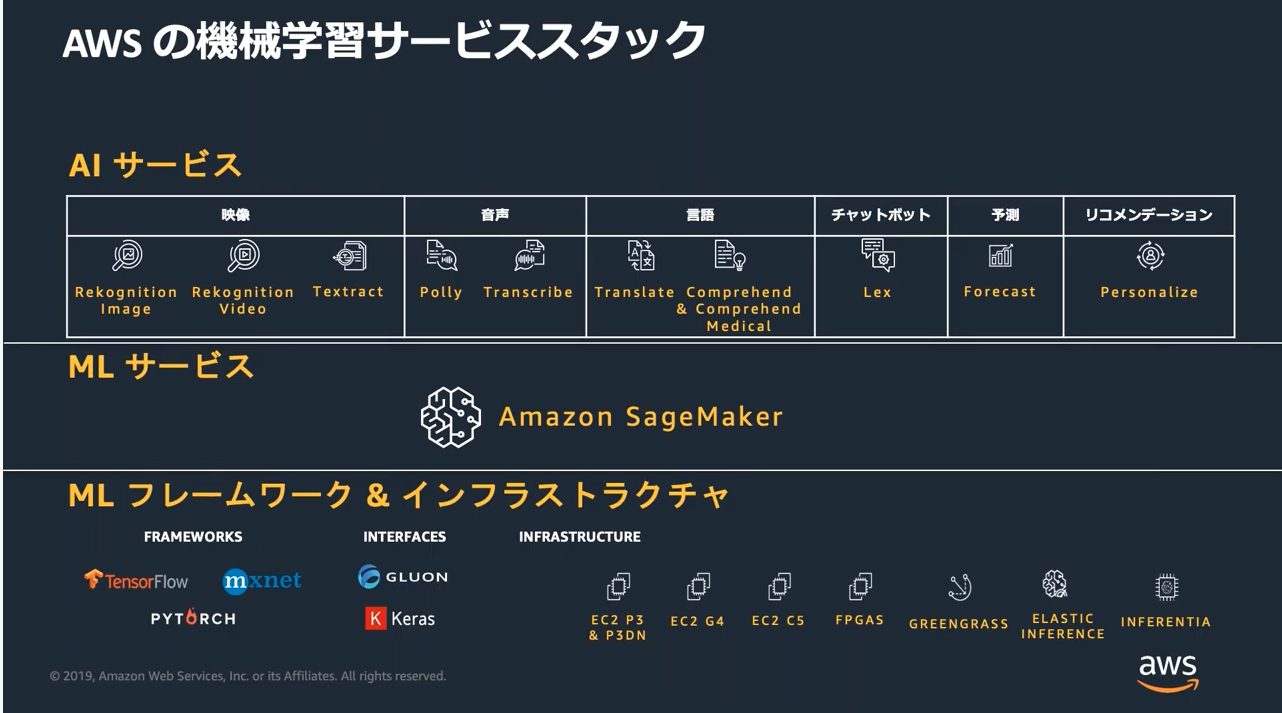 AWS の機械学習サービススタック
AI サービス
映像
音声
言語
チャットボット
予測
リコメンデーション
Rekognition
Image
Rekognition
Video
Textract
Polly
Transcribe
Translate
Comprehend
& Comprehend
Medical
Lex
Forecast
Personalize
ML サービス
Amazon SageMaker
ML フレームワーク & インフラストラクチャ
FRAMEWORKS
INTERFACES
INFRASTRUCTURE
TensorFlow
mxnet
PYTORCH
GLUON
K Keras
EC2 P3
& P3DN
EC2 G4
EC2 C5
FPGAS
GREENGRASS
ELASTIC
INFERENCE
INFERENTIA
© 2019, Amazon Web Services, Inc. or its Affiliates. All rights reserved.
aws